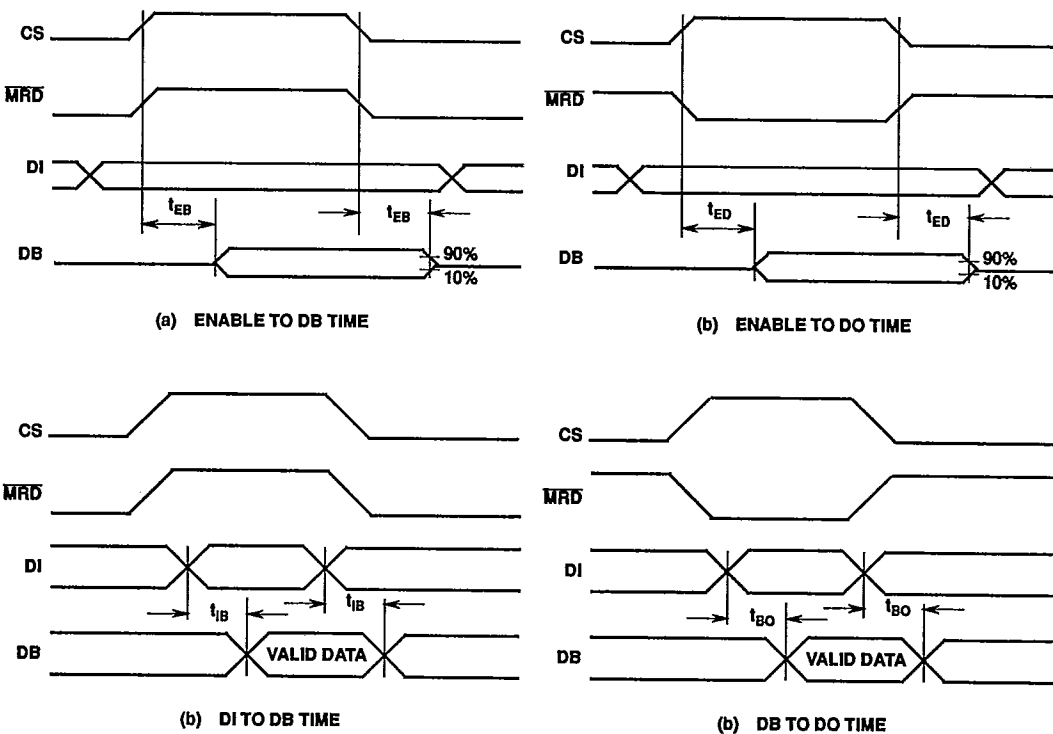 CS
MRD
DI
tEB
tEB
DB
90%
10%
(a) ENABLE TO DB TIME
CS
MRD
DI
tED
tED
DB
90%
10%
(b) ENABLE TO DO TIME
CS
MRD
DI
tIB
tIB
DB
VALID DATA
(b) DI TO DB TIME
CS
MRD
DI
tBO
tBO
DB
VALID DATA
(b) DB TO DO TIME